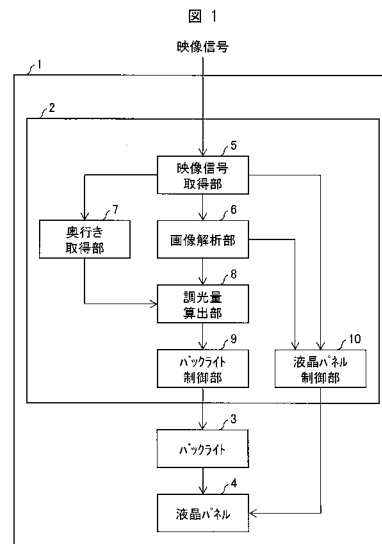 図 1
映像信号
1
2
5
映像信号
取得部
7
奥行き
取得部
6
画像解析部
8
調光量
算出部
9
バックライト
制御部
10
液晶パネル
制御部
3
バックライト
4
液晶パネル